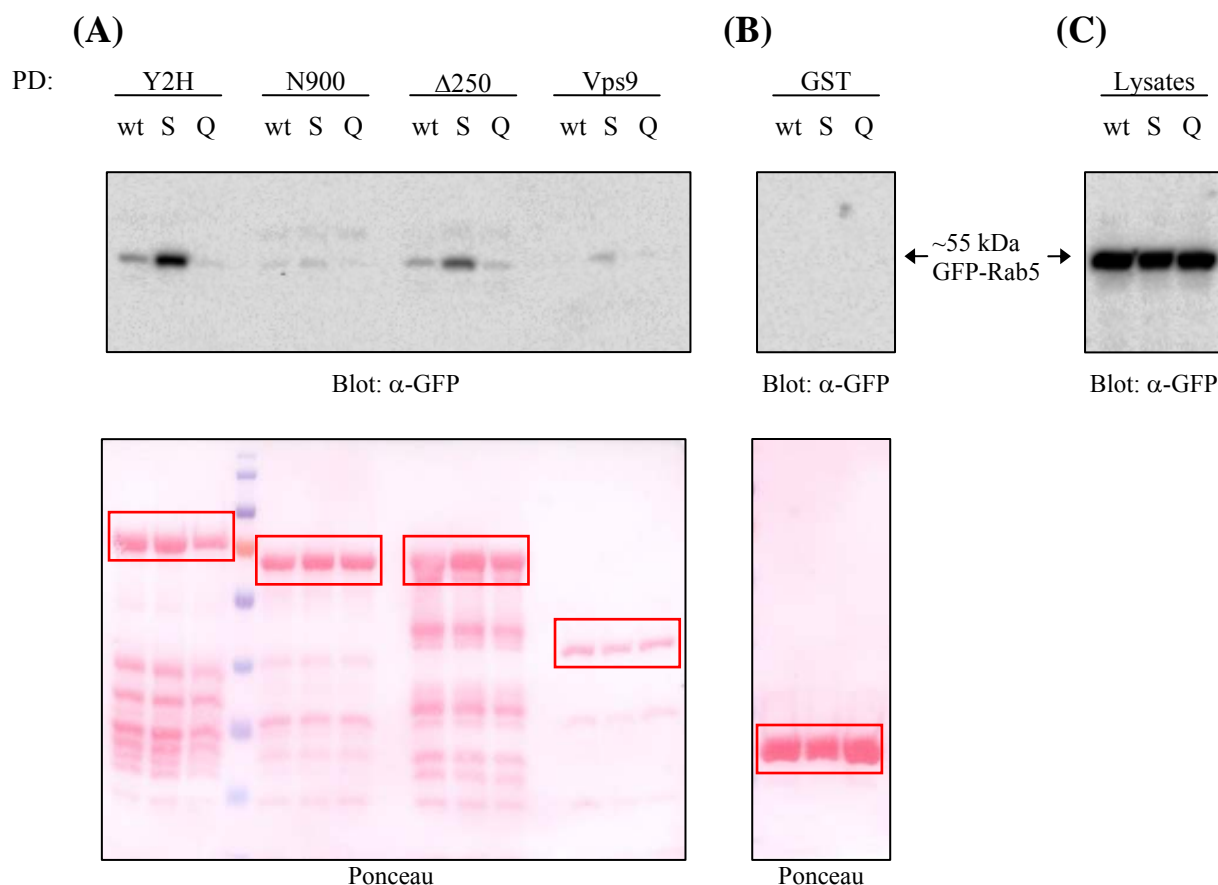 (A) (B) (C)
PD: Y2H N900 Δ250 Vps9 GST Lysates
wt S Q wt S Q wt S Q wt S Q wt S Q wt S Q
~55 kDa
GFP-Rab5
Blot: α-GFP Blot: α-GFP Blot: α-GFP
Ponceau Ponceau